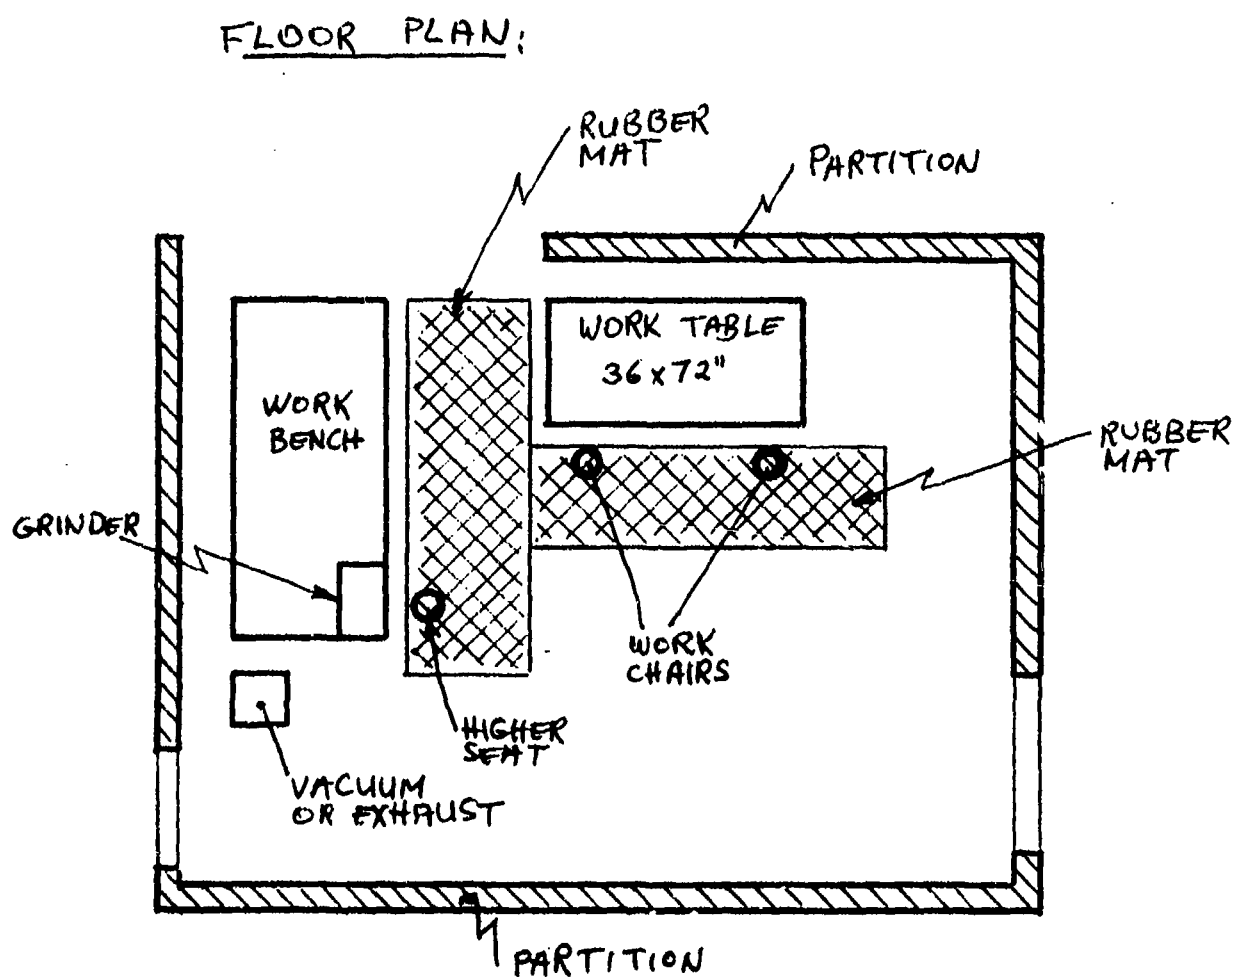 FLOOR PLAN:
RUBBER
MAT
PARTITION
WORK TABLE
36 x 72"
WORK
BENCH
RUBBER
MAT
GRINDER
WORK
CHAIRS
HIGHER
SEAT
VACUUM
OR EXHAUST
PARTITION